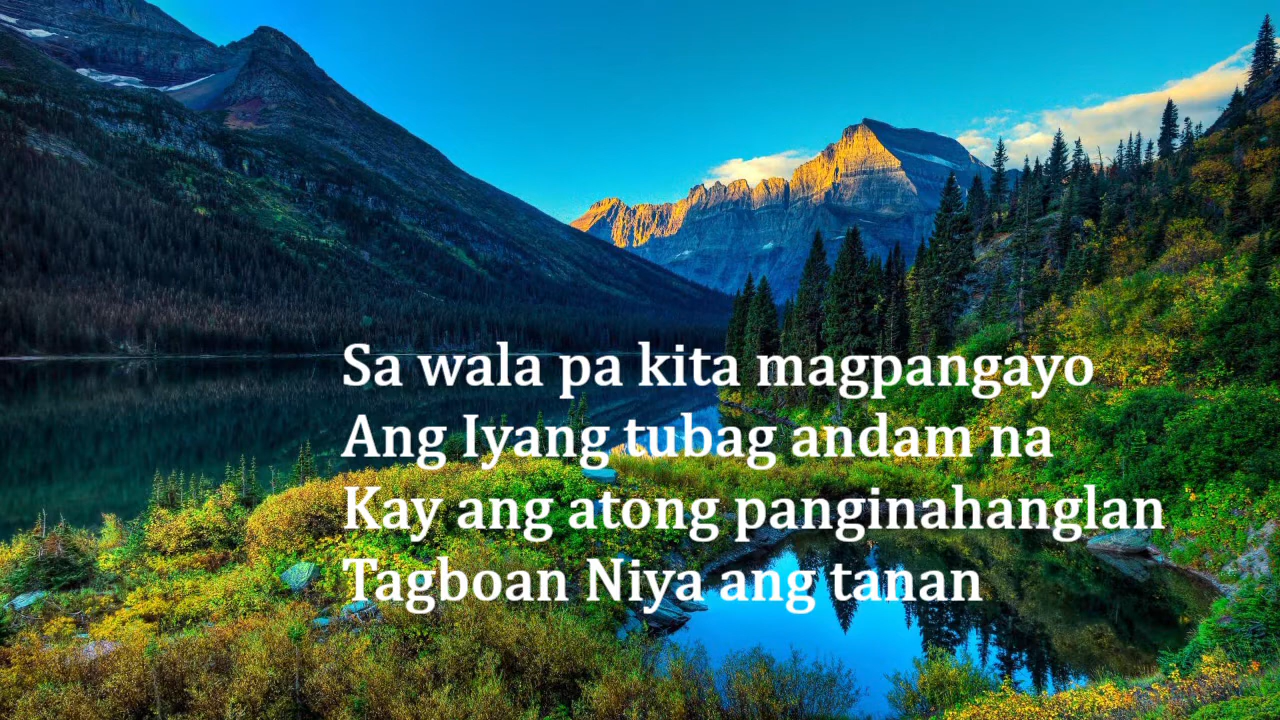 Sa wala pa kita magpangayo
Ang Iyang tubag andam na
Kay ang atong panginahanglan
Tagboan Niya ang tanan